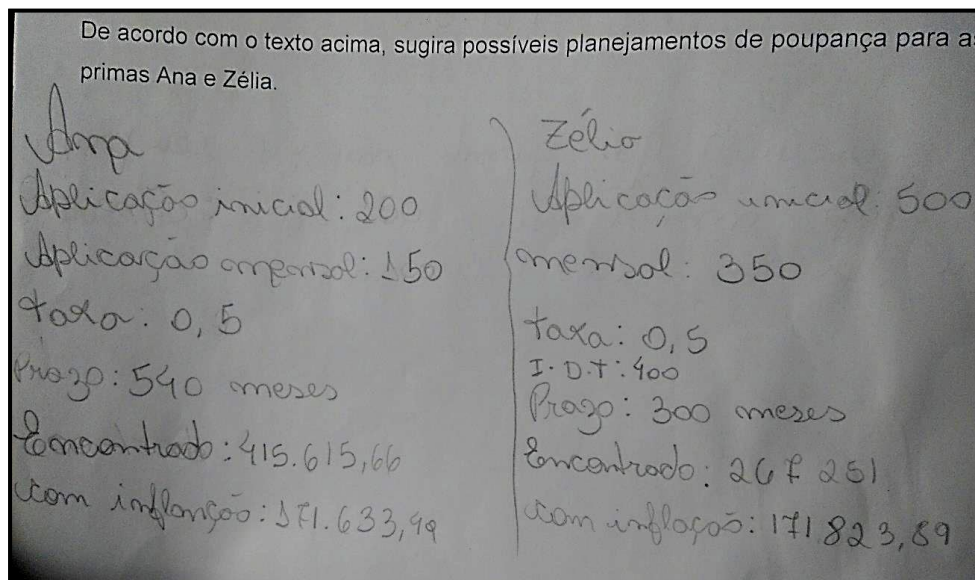 De acordo com o texto acima, sugira possíveis planejamentos de poupança para as
primas Ana e Zélia.
Ana
Aplicação inicial: 200
Aplicação mensal: 150
taxa: 0,5
Prazo: 540 meses
Encontrado: 415.615,66
com inflanção: 171.633,49
Zélia
Aplicação inicial: 500
mensal: 350
taxa: 0,5
I.D.T: 400
Prazo: 300 meses
Encontrado: 267 251
com inflação: 171 823,89